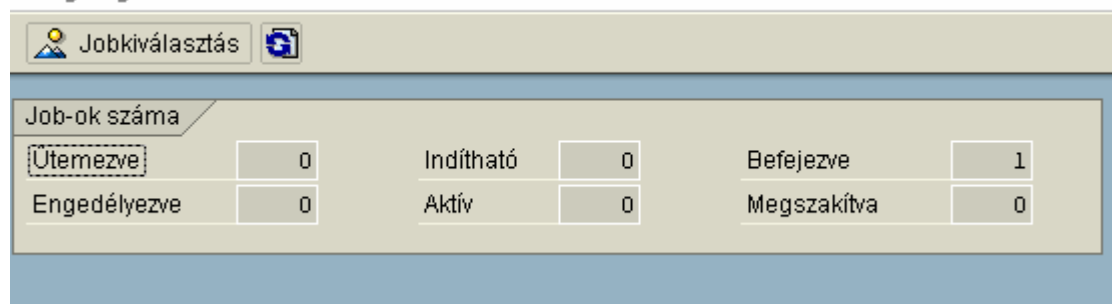 Jobkiválasztás
Job-ok száma
Ütemezve 0 Indítható 0 Befejezve 1
Engedélyezve 0 Aktív 0 Megszakítva 0